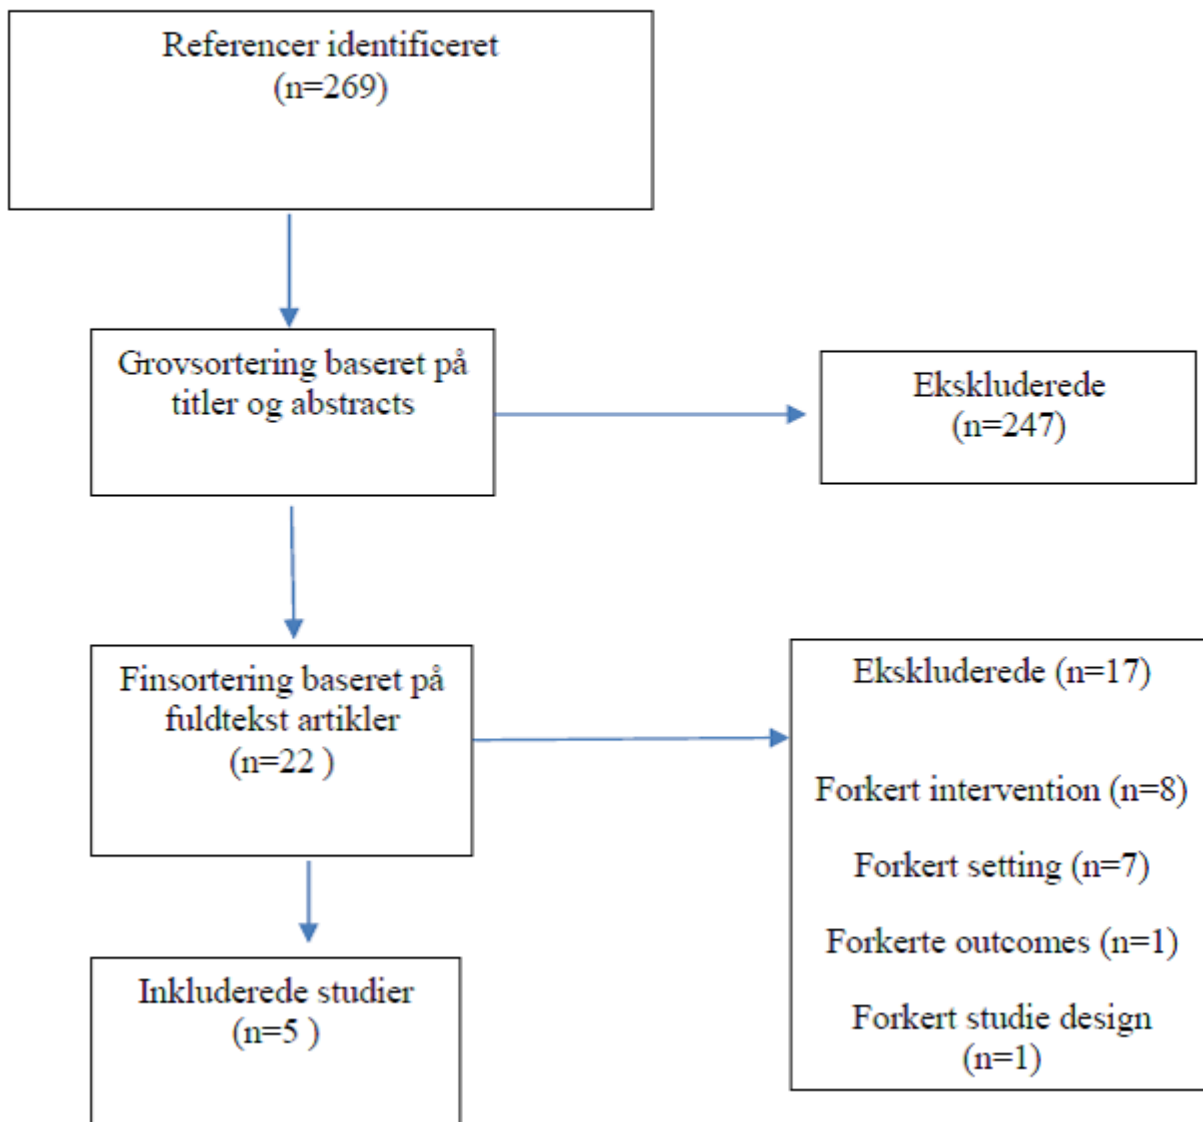 Referencer identificeret
(n=269)
Grovsortering baseret på
titler og abstracts
Ekskluderede
(n=247)
Finsortering baseret på
fuldtekst artikler
(n=22 )
Ekskluderede (n=17)
Forkert intervention (n=8)
Forkert setting (n=7)
Forkerte outcomes (n=1)
Forkert studie design
(n=1)
Inkluderede studier
(n=5 )